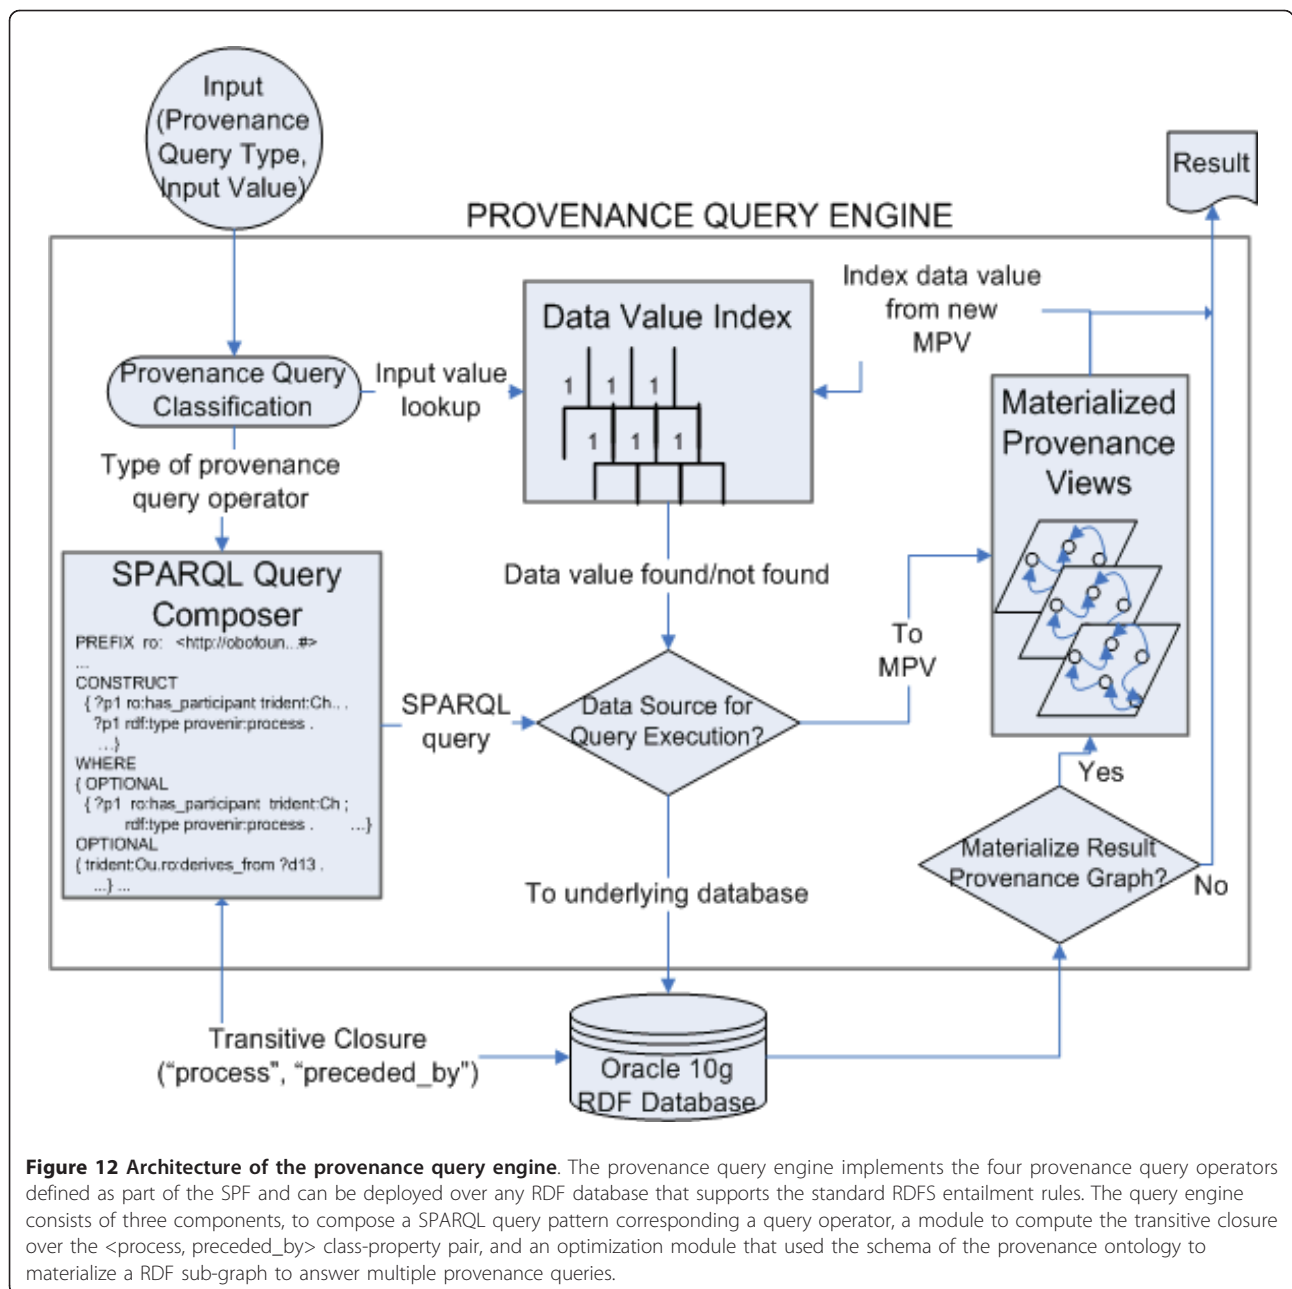 Input
(Provenance
Query Type,
Input Value)
Result
PROVENANCE QUERY ENGINE
Data Value Index
1 1 1
1 1 1
Index data value
from new
MPV
Provenance Query
Classification
Input value
lookup
Materialized
Provenance
Views
Type of provenance
query operator
Data value found/not found
SPARQL Query
Composer
PREFIX ro: <http://obofoun...#>
...
CONSTRUCT
{ ?p1 ro:has_participant trident:Ch.. .
?p1 rdf:type provenir:process .
...}
WHERE
{ OPTIONAL
{ ?p1 ro:has_participant trident:Ch ;
rdf:type provenir:process . ...}
OPTIONAL
{ trident:Ou.ro:derives_from ?d13 .
...} ...
SPARQL
query
Data Source for
Query Execution?
To
MPV
Yes
Materialize Result
Provenance Graph?
No
To underlying database
Transitive Closure
(“process”, “preceded_by”)
Oracle 10g
RDF Database
Figure 12 Architecture of the provenance query engine. The provenance query engine implements the four provenance query operators
defined as part of the SPF and can be deployed over any RDF database that supports the standard RDFS entailment rules. The query engine
consists of three components, to compose a SPARQL query pattern corresponding a query operator, a module to compute the transitive closure
over the <process, preceded_by> class-property pair, and an optimization module that used the schema of the provenance ontology to
materialize a RDF sub-graph to answer multiple provenance queries.